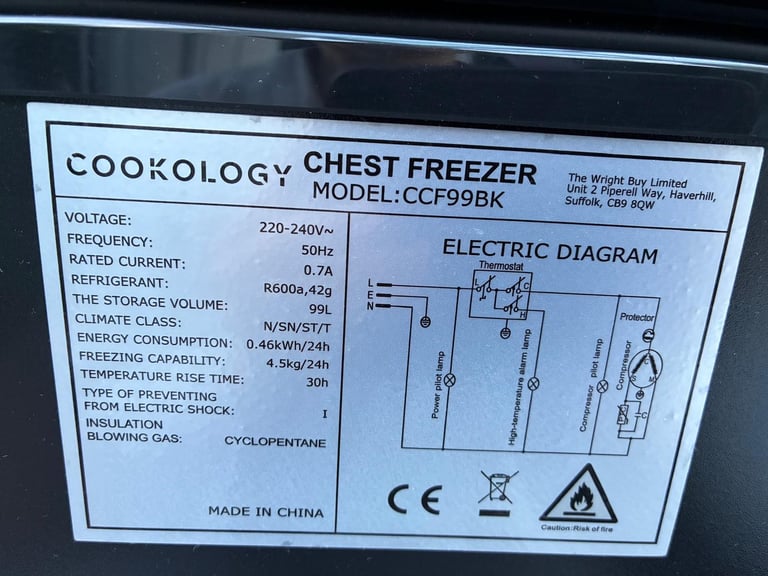 COOKOLOGY
CHEST FREEZER
MODEL:CCF99BK
The Wright Buy Limited
Unit 2 Piperell Way, Haverhill,
Suffolk, CB9 8QW
VOLTAGE: 220-240V~
FREQUENCY: 50Hz
RATED CURRENT: 0.7A
REFRIGERANT: R600a,42g
THE STORAGE VOLUME: 99L
CLIMATE CLASS: N/SN/ST/T
ENERGY CONSUMPTION: 0.46kWh/24h
FREEZING CAPABILITY: 4.5kg/24h
TEMPERATURE RISE TIME: 30h
TYPE OF PREVENTING
FROM ELECTRIC SHOCK: I
INSULATION
BLOWING GAS: CYCLOPENTANE
MADE IN CHINA
ELECTRIC DIAGRAM
Thermostat
L
E
N
L
C
H
Power pilot lamp
High-temperature alarm lamp
Compressor pilot lamp
Compressor
Protector
C
S
M
C
CE
Caution:Risk of fire